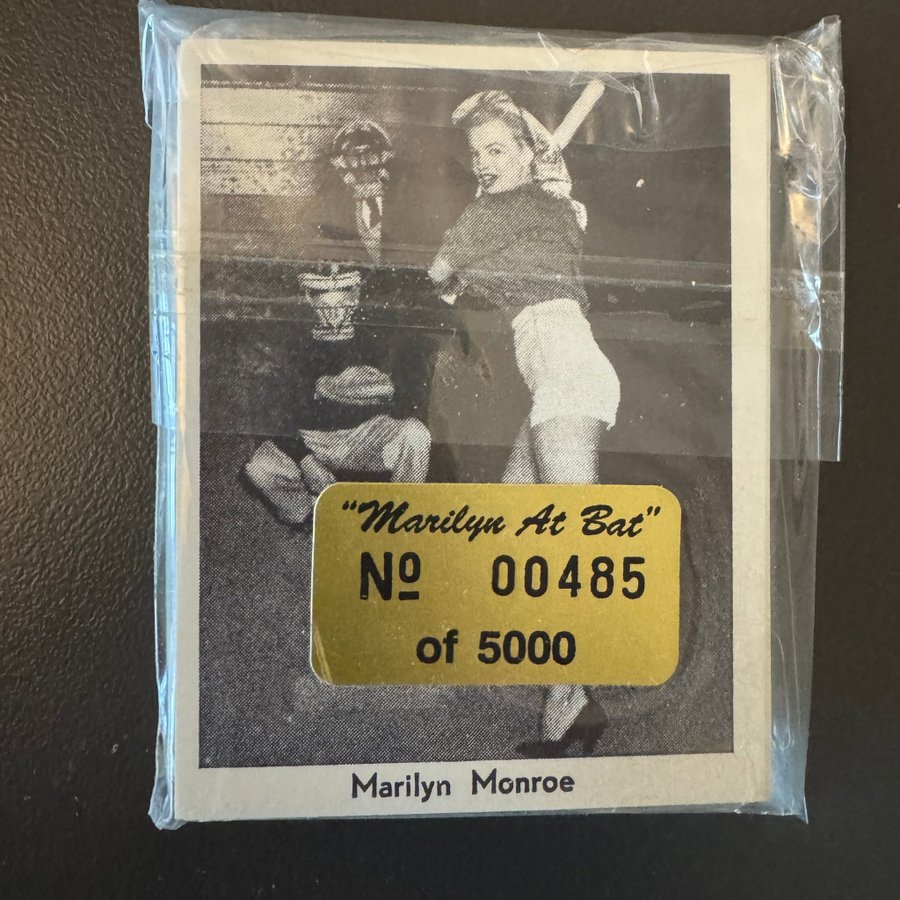 "Marilyn At Bat"
Nº 00485
of 5000
Marilyn Monroe